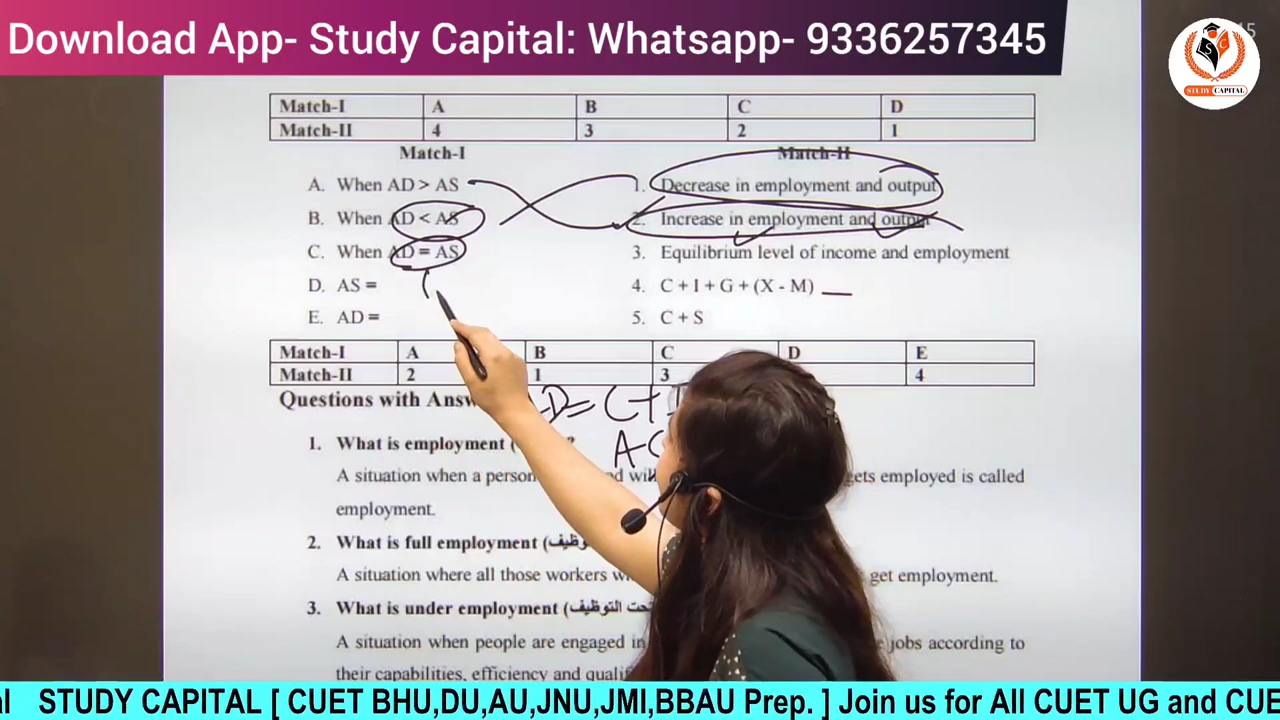 Download App- Study Capital: Whatsapp- 9336257345
STUDY CAPITAL
Match-I A B C D
Match-II 4 3 2 1
Match-I Match-II
A. When AD > AS 1. Decrease in employment and output
B. When AD < AS 2. Increase in employment and output
C. When AD = AS 3. Equilibrium level of income and employment
D. AS = 4. C + I + G + (X - M)
E. AD = 5. C + S
Match-I A B C D E
Match-II 2 1 3 4
Questions with
D= C+
1. What is employment (
A situation when a person gets employed is called
employment.
2. What is full employment (
A situation where all those workers get employment.
3. What is under employment (تحت التوظيف
A situation when people are engaged in jobs according to
their capabilities, efficiency and
STUDY CAPITAL [ CUET BHU,DU,AU,JNU,JMI,BBAU Prep. ] Join us for All CUET UG and